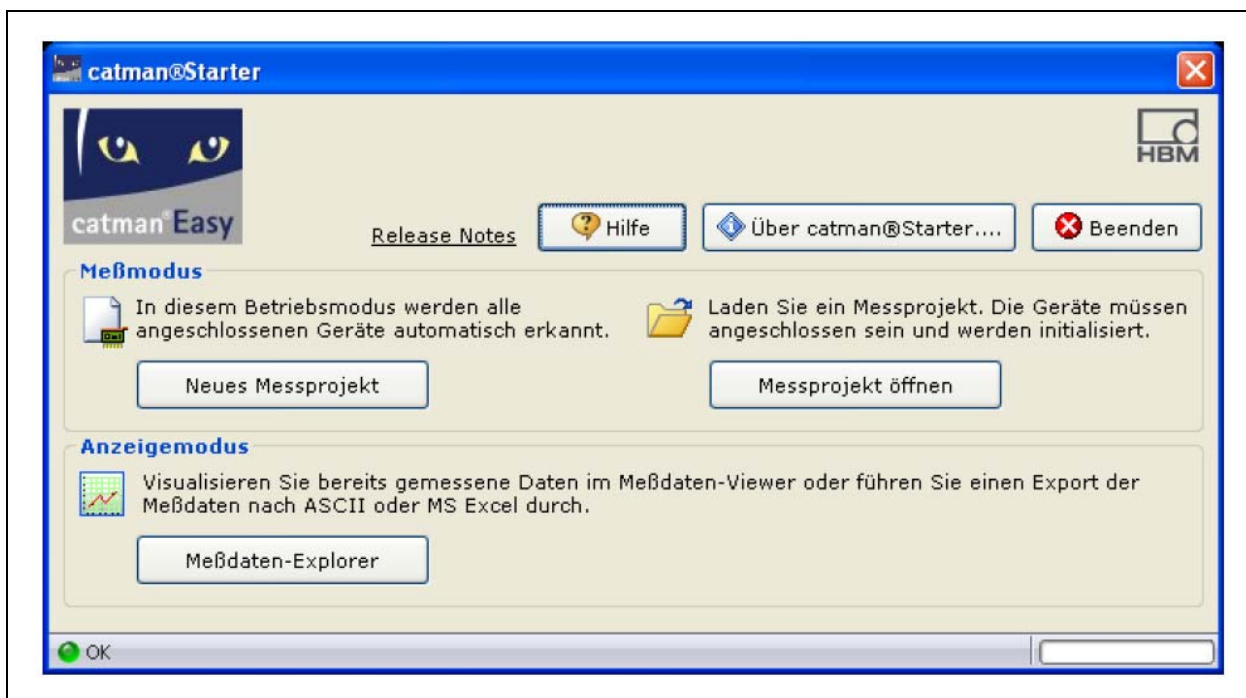 catman®Starter
HBM
catman®Easy
Release Notes
Hilfe
Über catman®Starter....
Beenden
Meßmodus
In diesem Betriebsmodus werden alle
angeschlossenen Geräte automatisch erkannt.
Neues Messprojekt
Laden Sie ein Messprojekt. Die Geräte müssen
angeschlossen sein und werden initialisiert.
Messprojekt öffnen
Anzeigemodus
Visualisieren Sie bereits gemessene Daten im Meßdaten-Viewer oder führen Sie einen Export der
Meßdaten nach ASCII oder MS Excel durch.
Meßdaten-Explorer
OK